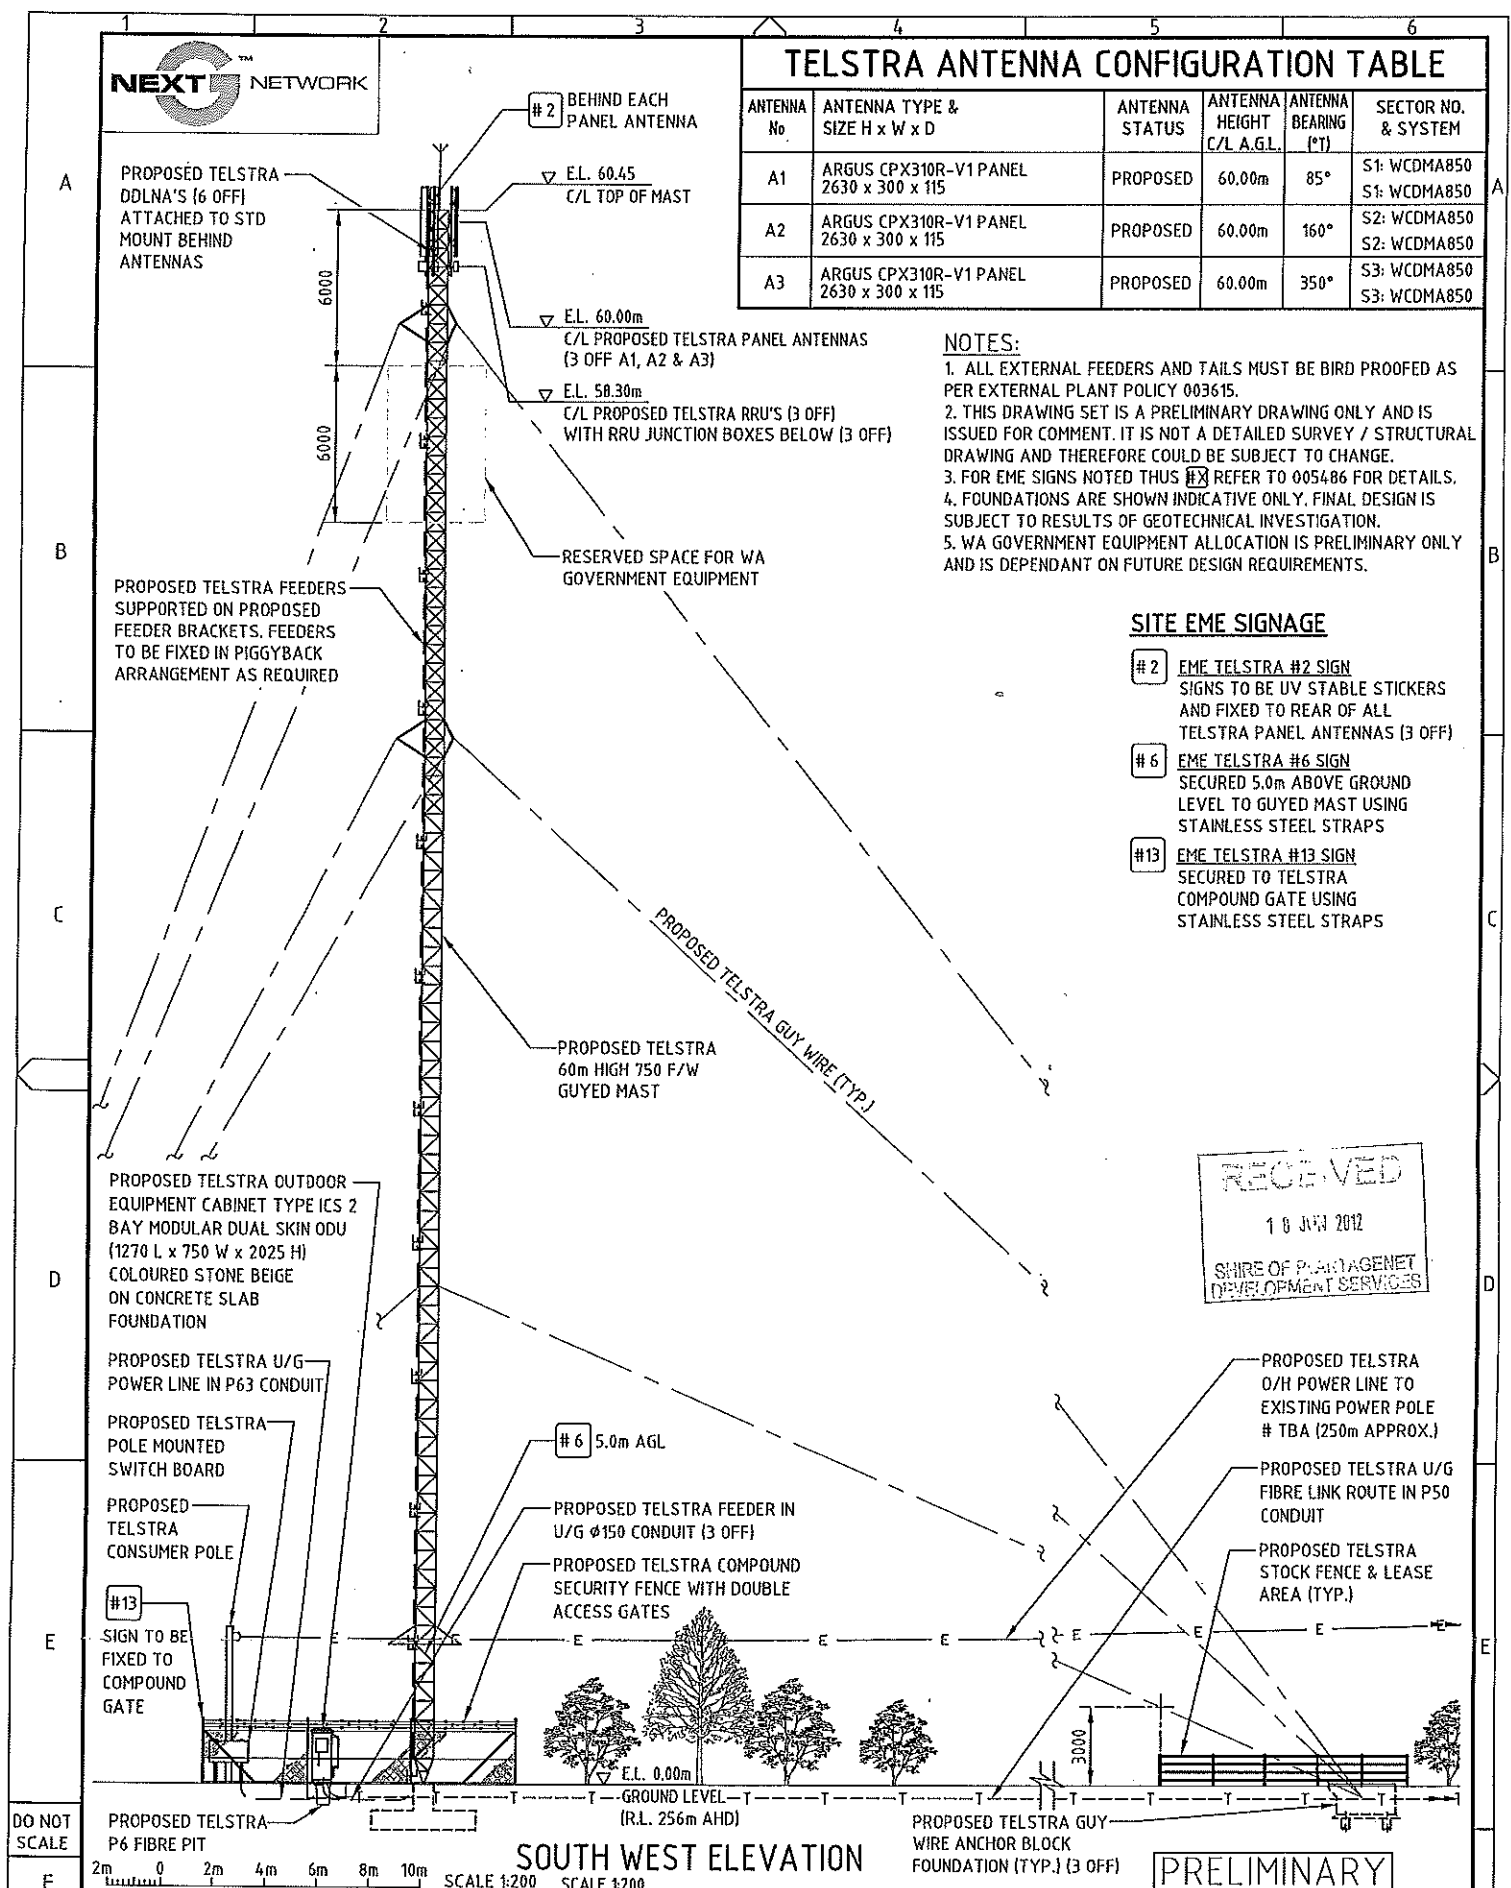 1 2 3 4 5 6
NEXT G ™ NETWORK
TELSTRA ANTENNA CONFIGURATION TABLE
ANTENNA No
ANTENNA TYPE & SIZE H x W x D
ANTENNA STATUS
ANTENNA HEIGHT C/L A.G.L.
ANTENNA BEARING (°T)
SECTOR NO. & SYSTEM
A1
ARGUS CPX310R-V1 PANEL
2630 x 300 x 115
PROPOSED
60.00m
85°
S1: WCDMA850
S1: WCDMA850
A2
ARGUS CPX310R-V1 PANEL
2630 x 300 x 115
PROPOSED
60.00m
160°
S2: WCDMA850
S2: WCDMA850
A3
ARGUS CPX310R-V1 PANEL
2630 x 300 x 115
PROPOSED
60.00m
350°
S3: WCDMA850
S3: WCDMA850
#2 BEHIND EACH
PANEL ANTENNA
A
A
PROPOSED TELSTRA
DDLNA'S (6 OFF)
ATTACHED TO STD
MOUNT BEHIND
ANTENNAS
E.L. 60.45
C/L TOP OF MAST
6000
E.L. 60.00m
C/L PROPOSED TELSTRA PANEL ANTENNAS
(3 OFF A1, A2 & A3)
E.L. 58.30m
C/L PROPOSED TELSTRA RRU'S (3 OFF)
WITH RRU JUNCTION BOXES BELOW (3 OFF)
6000
RESERVED SPACE FOR WA
GOVERNMENT EQUIPMENT
NOTES:
1. ALL EXTERNAL FEEDERS AND TAILS MUST BE BIRD PROOFED AS
PER EXTERNAL PLANT POLICY 003615.
2. THIS DRAWING SET IS A PRELIMINARY DRAWING ONLY AND IS
ISSUED FOR COMMENT. IT IS NOT A DETAILED SURVEY / STRUCTURAL
DRAWING AND THEREFORE COULD BE SUBJECT TO CHANGE.
3. FOR EME SIGNS NOTED THUS #X REFER TO 005486 FOR DETAILS.
4. FOUNDATIONS ARE SHOWN INDICATIVE ONLY, FINAL DESIGN IS
SUBJECT TO RESULTS OF GEOTECHNICAL INVESTIGATION.
5. WA GOVERNMENT EQUIPMENT ALLOCATION IS PRELIMINARY ONLY
AND IS DEPENDANT ON FUTURE DESIGN REQUIREMENTS.
B
B
PROPOSED TELSTRA FEEDERS
SUPPORTED ON PROPOSED
FEEDER BRACKETS. FEEDERS
TO BE FIXED IN PIGGYBACK
ARRANGEMENT AS REQUIRED
SITE EME SIGNAGE
#2 EME TELSTRA #2 SIGN
SIGNS TO BE UV STABLE STICKERS
AND FIXED TO REAR OF ALL
TELSTRA PANEL ANTENNAS (3 OFF)
#6 EME TELSTRA #6 SIGN
SECURED 5.0m ABOVE GROUND
LEVEL TO GUYED MAST USING
STAINLESS STEEL STRAPS
#13 EME TELSTRA #13 SIGN
SECURED TO TELSTRA
COMPOUND GATE USING
STAINLESS STEEL STRAPS
C
C
PROPOSED TELSTRA GUY WIRE (TYP.)
PROPOSED TELSTRA
60m HIGH 750 F/W
GUYED MAST
RECEIVED
18 JUN 2012
SHIRE OF PLANTAGENET
DEVELOPMENT SERVICES
D
D
PROPOSED TELSTRA OUTDOOR
EQUIPMENT CABINET TYPE ICS 2
BAY MODULAR DUAL SKIN ODU
(1270 L x 750 W x 2025 H)
COLOURED STONE BEIGE
ON CONCRETE SLAB
FOUNDATION
PROPOSED TELSTRA U/G
POWER LINE IN P63 CONDUIT
PROPOSED TELSTRA
POLE MOUNTED
SWITCH BOARD
PROPOSED
TELSTRA
CONSUMER POLE
#13
SIGN TO BE
FIXED TO
COMPOUND
GATE
#6 5.0m AGL
PROPOSED TELSTRA FEEDER IN
U/G ø150 CONDUIT (3 OFF)
PROPOSED TELSTRA COMPOUND
SECURITY FENCE WITH DOUBLE
ACCESS GATES
PROPOSED TELSTRA
O/H POWER LINE TO
EXISTING POWER POLE
# TBA (250m APPROX.)
PROPOSED TELSTRA U/G
FIBRE LINK ROUTE IN P50
CONDUIT
PROPOSED TELSTRA
STOCK FENCE & LEASE
AREA (TYP.)
E
E
E E E E E E E E
3000
E.L. 0.00m
T T T T T T T T T T T
GROUND LEVEL
(R.L. 256m AHD)
DO NOT
SCALE
PROPOSED TELSTRA
P6 FIBRE PIT
PROPOSED TELSTRA GUY
WIRE ANCHOR BLOCK
FOUNDATION (TYP.) (3 OFF)
SOUTH WEST ELEVATION
SCALE 1:200
2m 0 2m 4m 6m 8m 10m
SCALE 1:200
PRELIMINARY
F